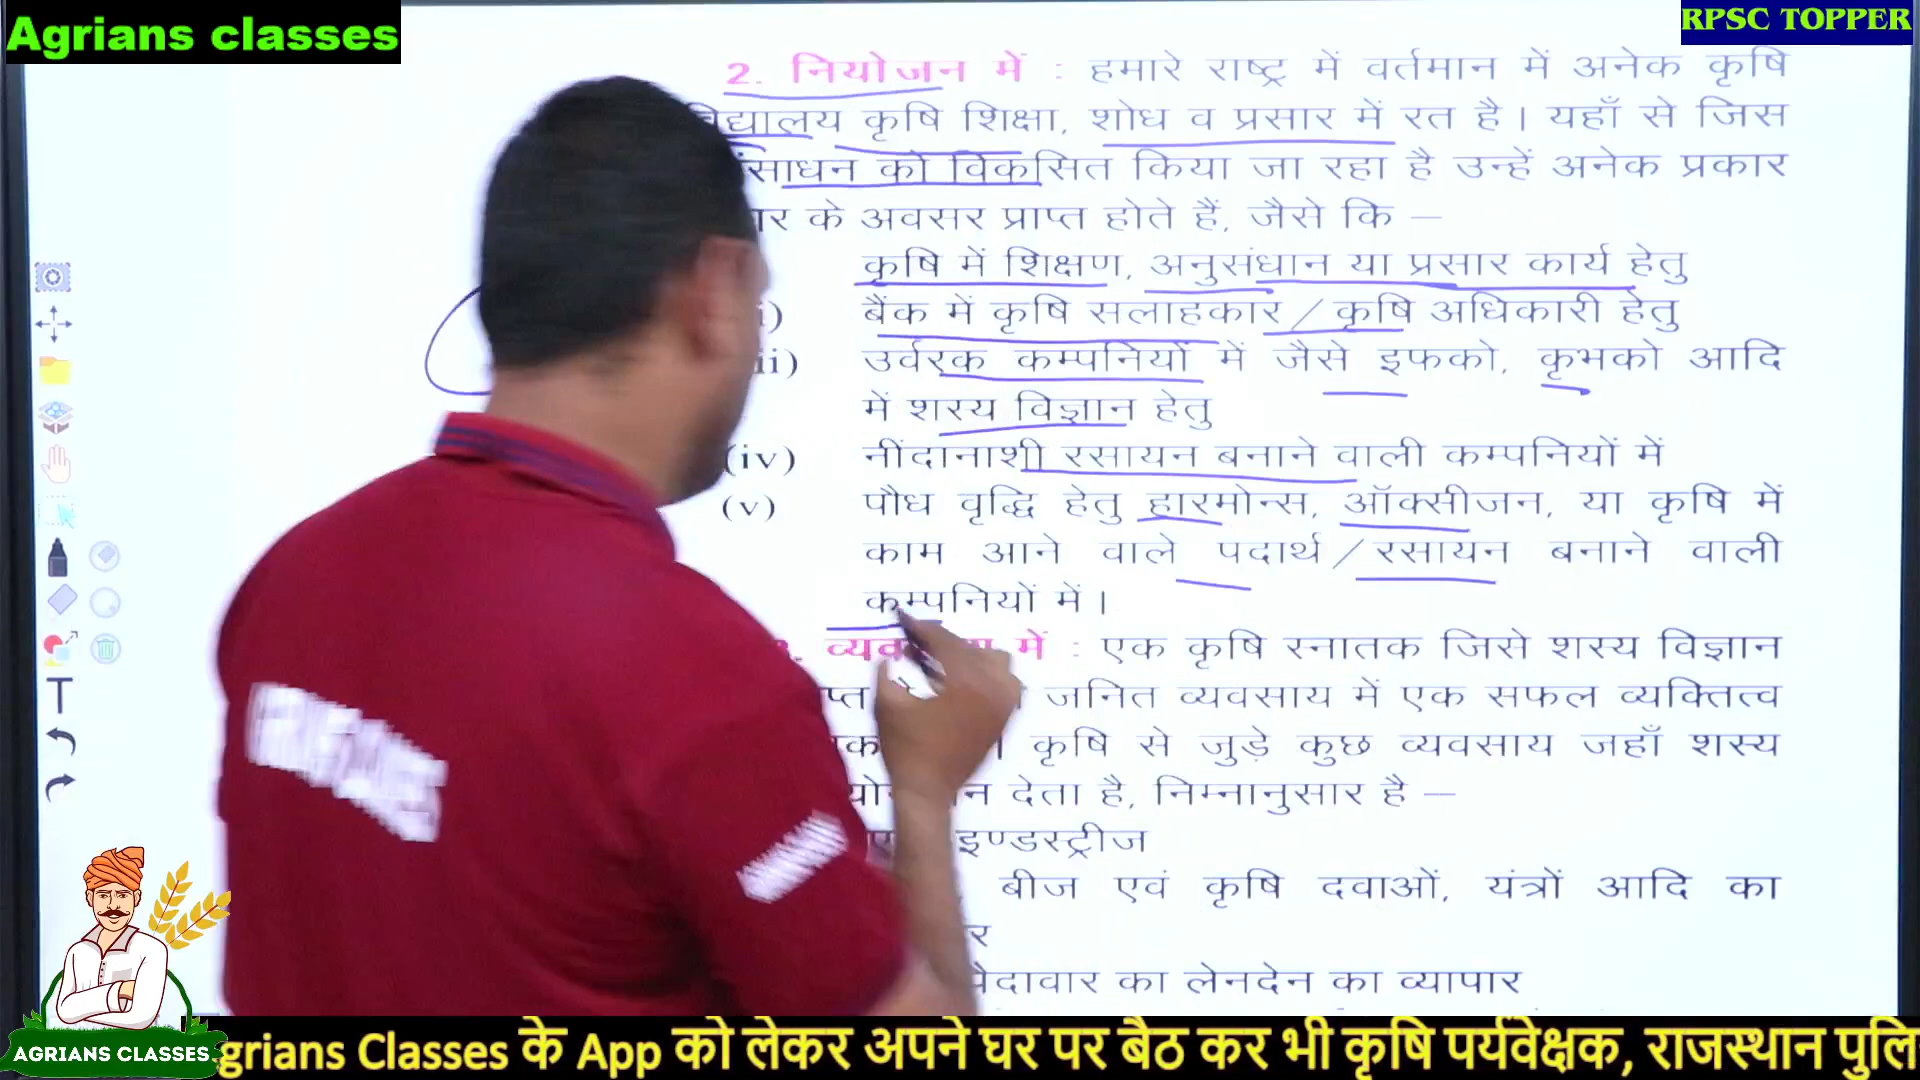 Agrians classes
RPSC TOPPER
2. नियोजन में : हमारे राष्ट्र में वर्तमान में अनेक कृषि
कृषि शिक्षा, शोध व प्रसार में रत है। यहाँ से जिस
को विकसित किया जा रहा है उन्हें अनेक प्रकार
के अवसर प्राप्त होते हैं, जैसे कि –
कृषि में शिक्षण, अनुसंधान या प्रसार कार्य हेतु
बैंक में कृषि सलाहकार / कृषि अधिकारी हेतु
उर्वरक कम्पनियों में जैसे इफको, कृभको आदि
में शस्य विज्ञान हेतु
(iv) नींदानाशी रसायन बनाने वाली कम्पनियों में
(v) पौध वृद्धि हेतु हारमोन्स, ऑक्सीजन, या कृषि में
काम आने वाले पदार्थ / रसायन बनाने वाली
कम्पनियों में।
में : एक कृषि स्नातक जिसे शस्य विज्ञान
जनित व्यवसाय में एक सफल व्यक्तित्व
कृषि से जुड़े कुछ व्यवसाय जहाँ शस्य
देता है, निम्नानुसार है –
इण्डस्ट्रीज
बीज एवं कृषि दवाओं, यंत्रों आदि का
का लेनदेन का व्यापार
AGRIANS CLASSES
Classes के App को लेकर अपने घर पर बैठ कर भी कृषि पर्यवेक्षक, राजस्थान